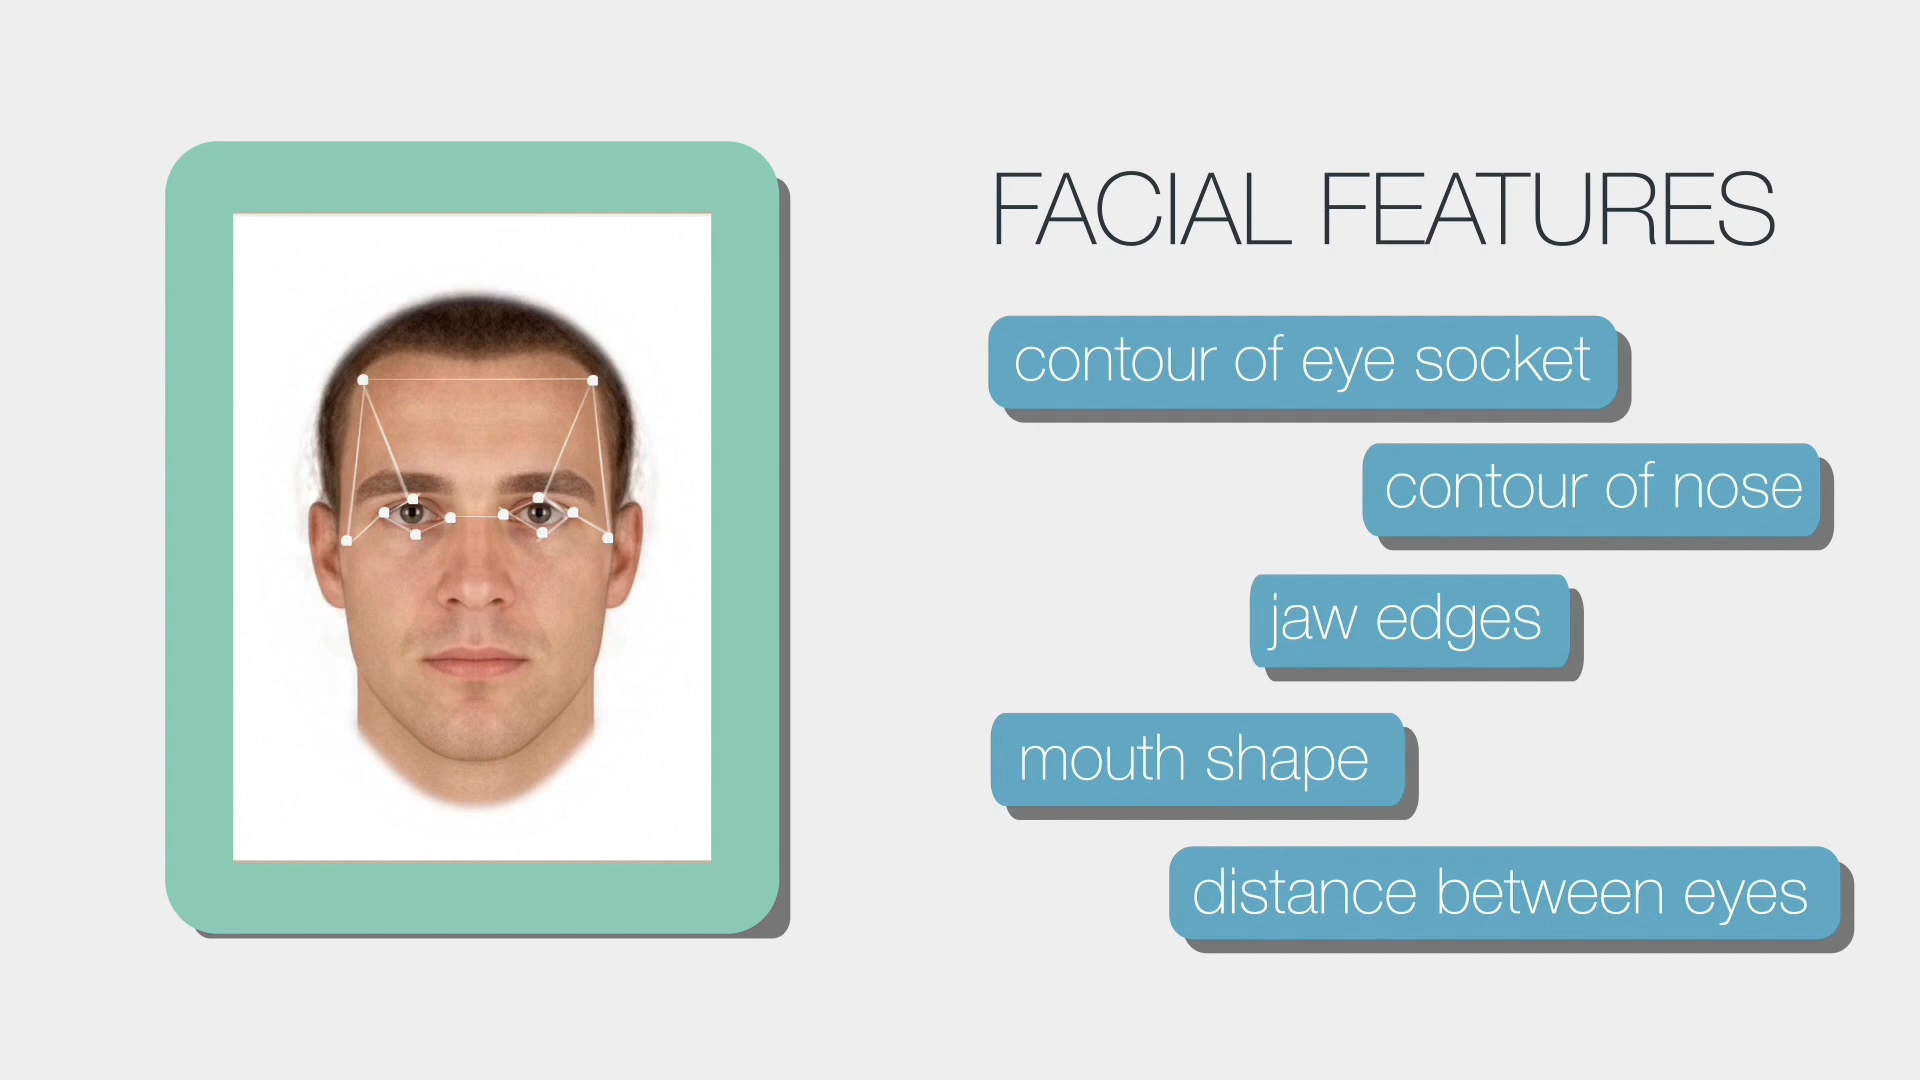 FACIAL FEATURES
contour of eye socket
contour of nose
jaw edges
mouth shape
distance between eyes